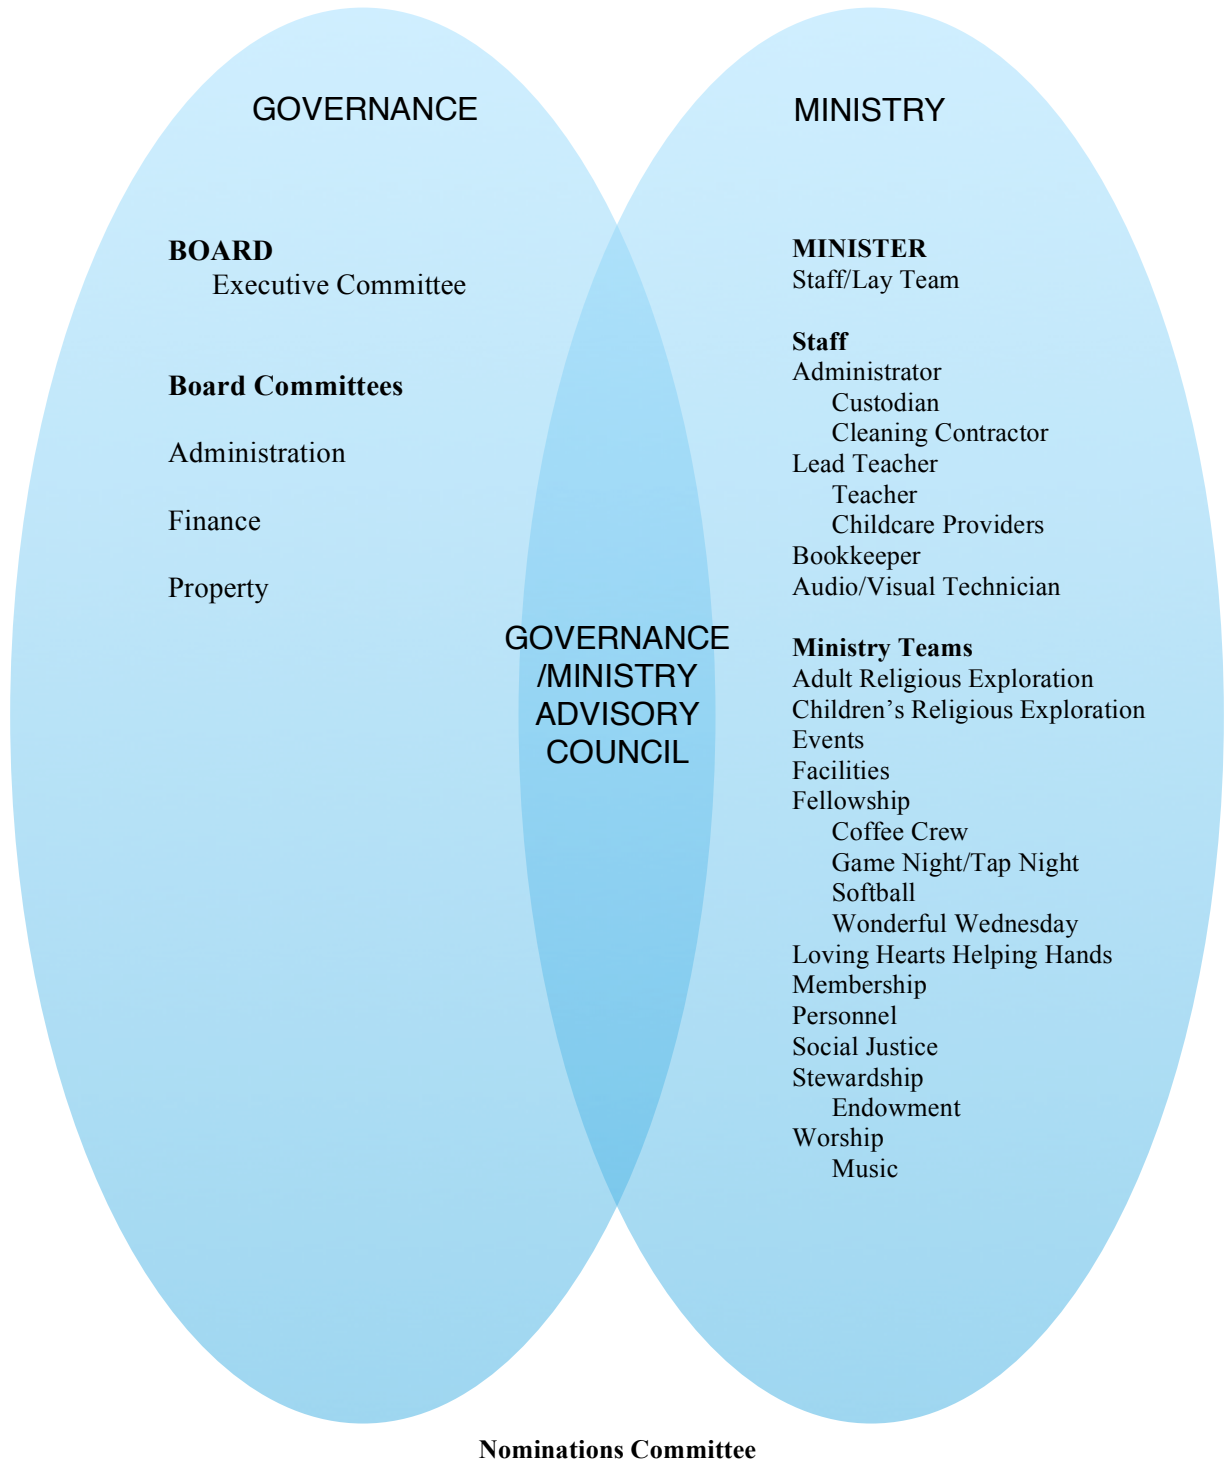 GOVERNANCE
BOARD
Executive Committee
Board Committees
Administration
Finance
Property
GOVERNANCE
/MINISTRY
ADVISORY
COUNCIL
MINISTRY
MINISTER
Staff/Lay Team
Staff
Administrator
Custodian
Cleaning Contractor
Lead Teacher
Teacher
Childcare Providers
Bookkeeper
Audio/Visual Technician
Ministry Teams
Adult Religious Exploration
Children’s Religious Exploration
Events
Facilities
Fellowship
Coffee Crew
Game Night/Tap Night
Softball
Wonderful Wednesday
Loving Hearts Helping Hands
Membership
Personnel
Social Justice
Stewardship
Endowment
Worship
Music
Nominations Committee